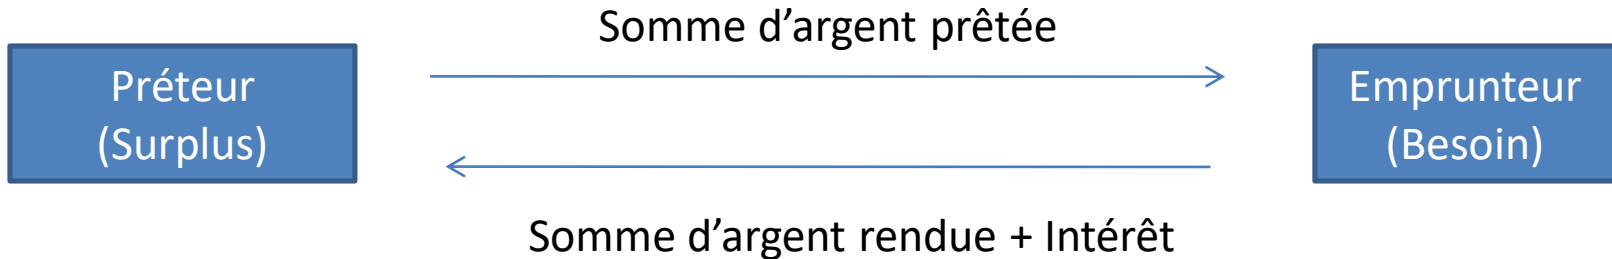 Somme d’argent prêtée
Préteur
(Surplus)
Emprunteur
(Besoin)
Somme d’argent rendue + Intérêt